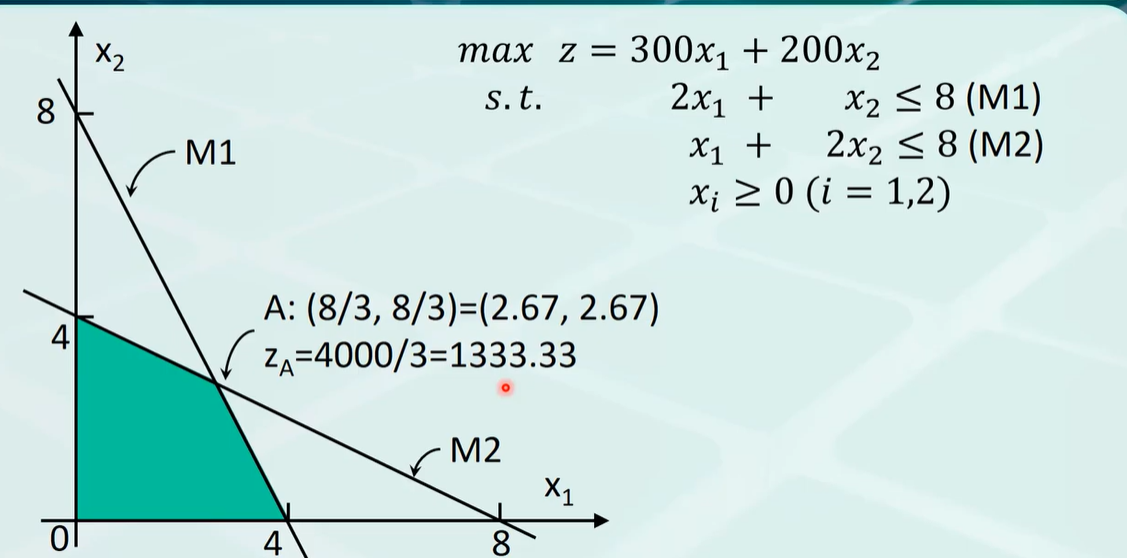 x₂
max z = 300x₁ + 200x₂
8
s.t. 2x₁ + x₂ ≤ 8 (M1)
M1
x₁ + 2x₂ ≤ 8 (M2)
xᵢ ≥ 0 (i = 1,2)
A: (8/3, 8/3)=(2.67, 2.67)
4
z_A=4000/3=1333.33
M2
x₁
0
4
8